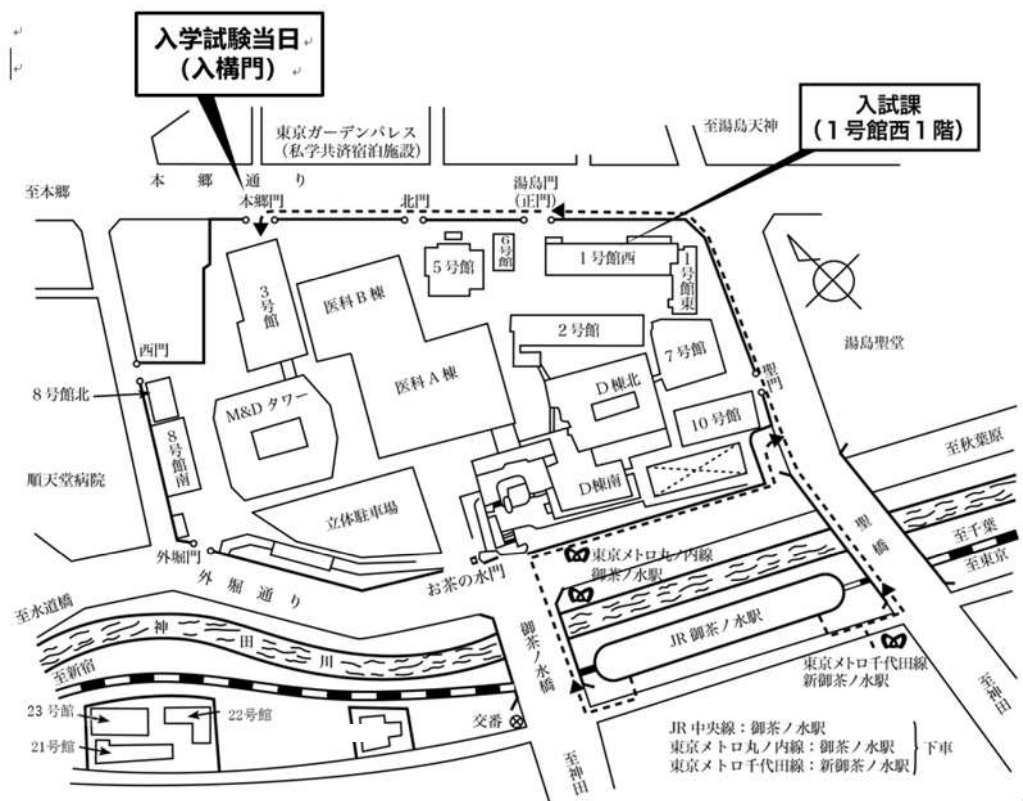 入学試験当日
(入構門)
入試課
(1号館西1階)
東京ガーデンパレス
(私学共済宿泊施設)
至湯島天神
本郷通り
至本郷
本郷門
北門
湯島門
(正門)
6号館
5号館
1号館西
1号館東
3号館
医科B棟
2号館
7号館
湯島聖堂
西門
聖門
8号館北
M&Dタワー
医科A棟
D棟北
10号館
8号館南
至秋葉原
順天堂病院
D棟南
立体駐車場
聖橋
至千葉
至東京
外堀門
お茶の水門
外堀通り
東京メトロ丸ノ内線
御茶ノ水駅
至水道橋
神田川
御茶ノ水橋
JR御茶ノ水駅
至新宿
東京メトロ千代田線
新御茶ノ水駅
至神田
23号館
22号館
21号館
交番
至神田
JR中央線:御茶ノ水駅
東京メトロ丸ノ内線:御茶ノ水駅
東京メトロ千代田線:新御茶ノ水駅
下車